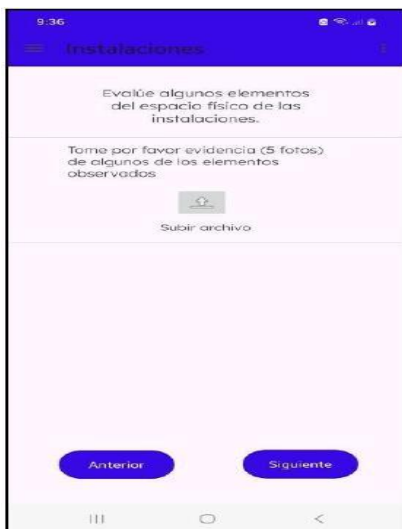 9:36
Instalaciones
Evalúe algunos elementos
del espacio físico de las
instalaciones.
Tome por favor evidencia (5 fotos)
de algunos de los elementos
observados
Subir archivo
Anterior
Siguiente